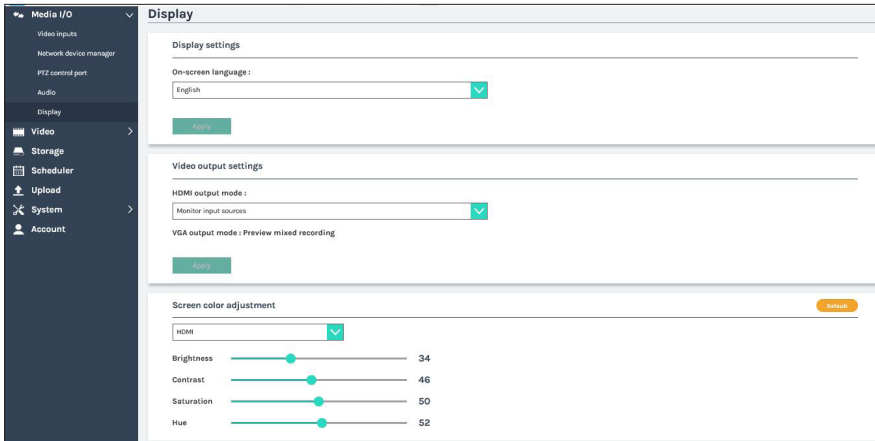 Media I/O
Video inputs
Network device manager
PTZ control port
Audio
Display
Video
Storage
Scheduler
Upload
System
Account
Display
Display settings
On-screen language :
English
Apply
Video output settings
HDMI output mode :
Monitor input sources
VGA output mode : Preview mixed recording
Apply
Screen color adjustment
Default
HDMI
Brightness 34
Contrast 46
Saturation 50
Hue 52